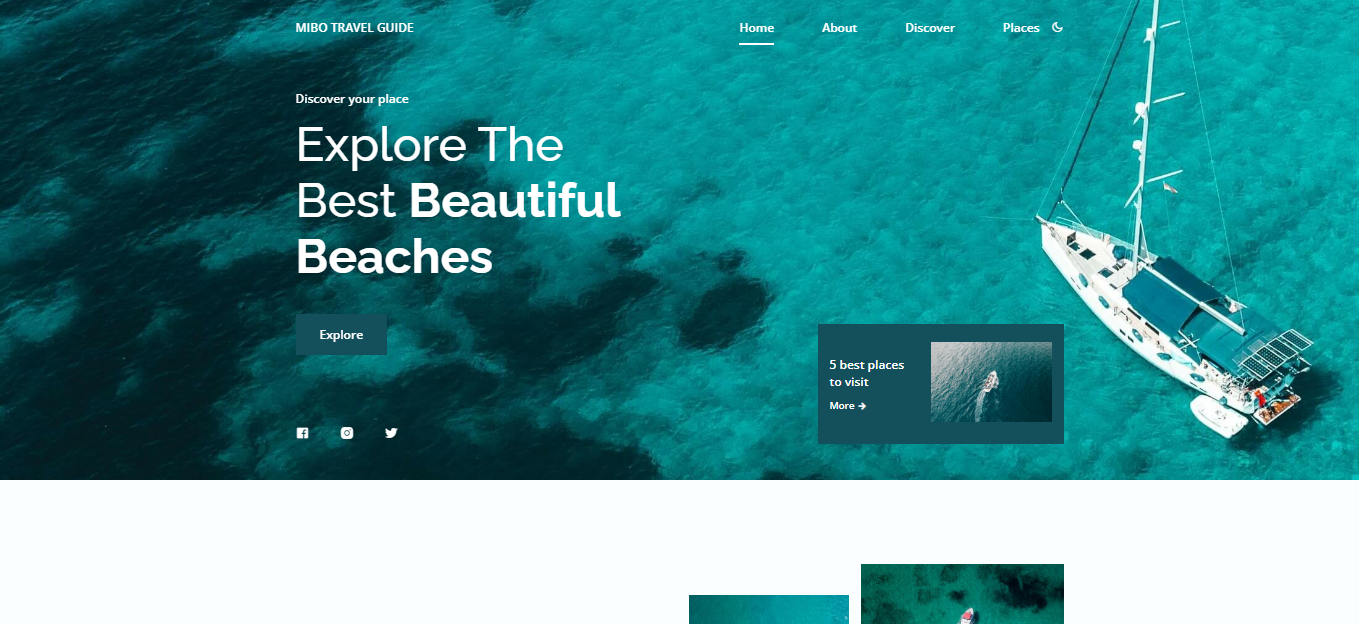 MIBO TRAVEL GUIDE
Home
About
Discover
Places
Discover your place
Explore The
Best Beautiful
Beaches
Explore
5 best places
to visit
More →